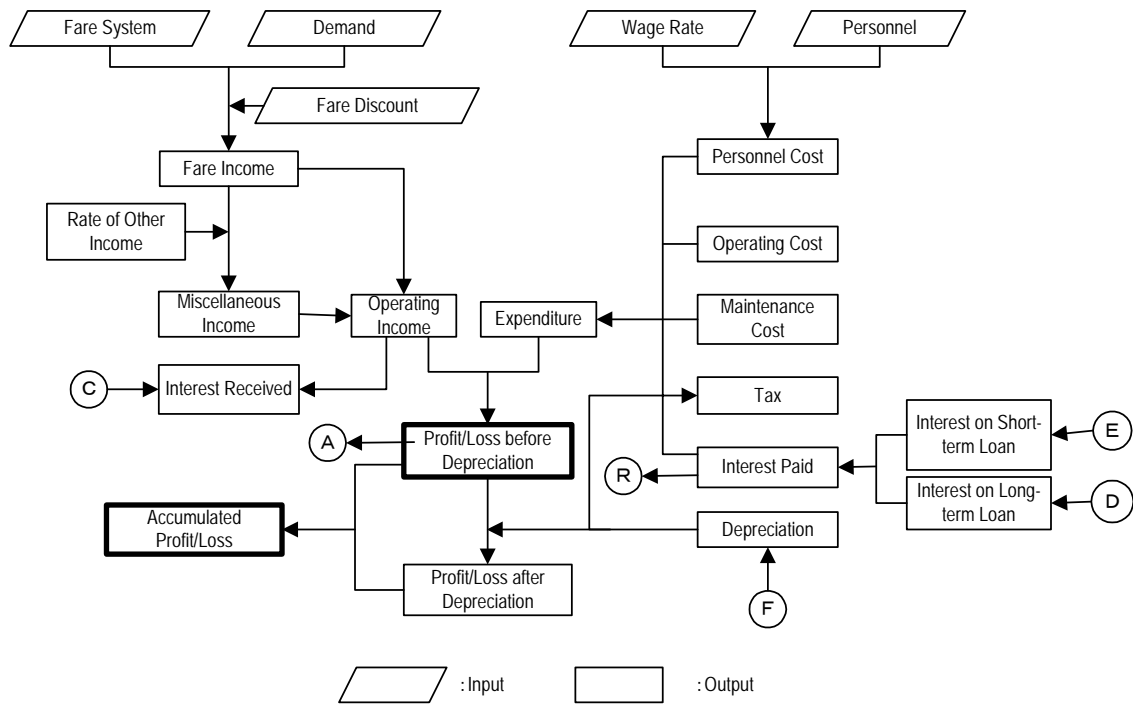 Fare System
Demand
Wage Rate
Personnel
Fare Discount
Fare Income
Personnel Cost
Rate of Other
Income
Operating Cost
Miscellaneous
Income
Operating
Income
Expenditure
Maintenance
Cost
C
Interest Received
Tax
A
Profit/Loss before
Depreciation
R
Interest Paid
Interest on Short-
term Loan
E
Interest on Long-
term Loan
D
Accumulated
Profit/Loss
Depreciation
Profit/Loss after
Depreciation
F
: Input
: Output